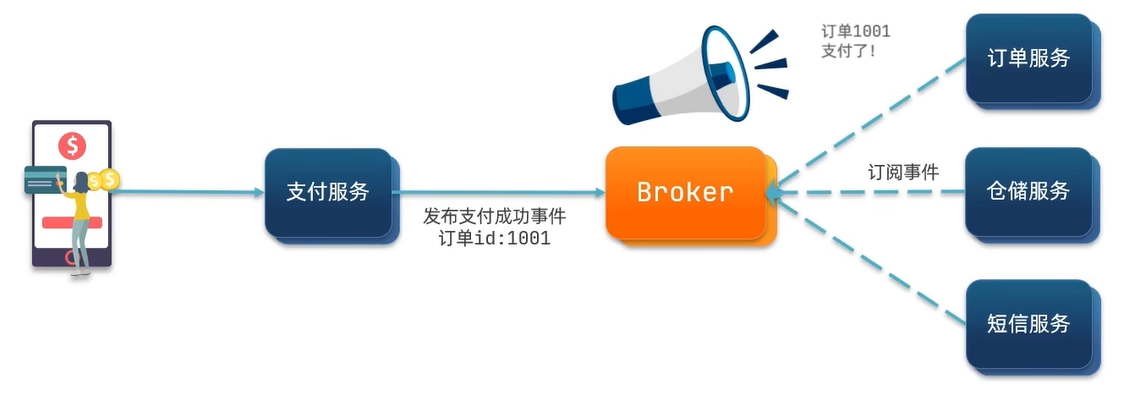 订单1001
支付了!
订单服务
支付服务
Broker
订阅事件
仓储服务
发布支付成功事件
订单id:1001
短信服务